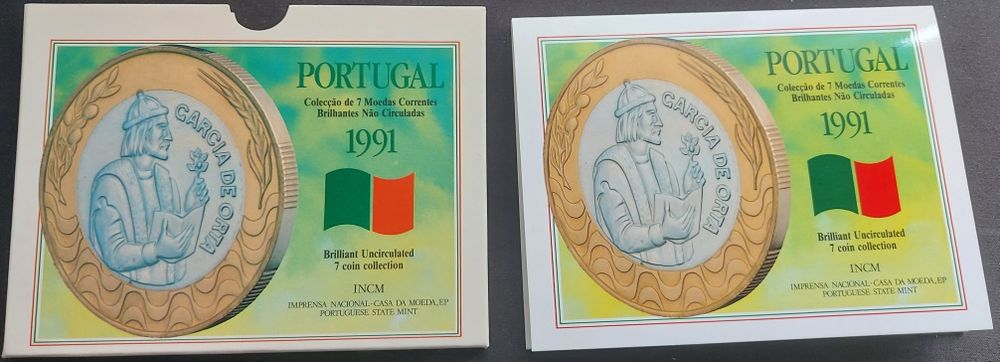 PORTUGAL
Colecção de 7 Moedas Correntes
Brilhantes Não Circuladas
1991
GARCIA DE ORTA
Brilliant Uncirculated
7 coin collection
INCM
IMPRENSA NACIONAL-CASA DA MOEDA, EP
PORTUGUESE STATE MINT
PORTUGAL
Colecção de 7 Moedas Correntes
Brilhantes Não Circuladas
1991
GARCIA DE ORTA
Brilliant Uncirculated
7 coin collection
INCM
IMPRENSA NACIONAL-CASA DA MOEDA, EP
PORTUGUESE STATE MINT